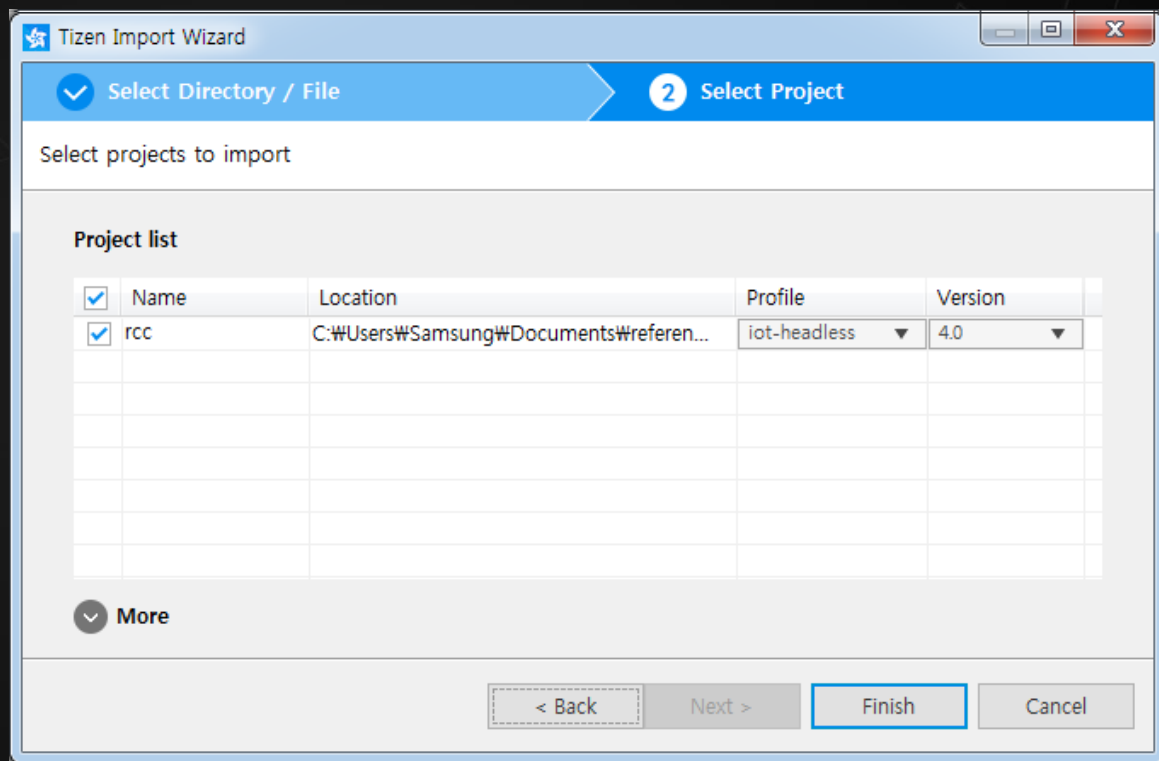 Tizen Import Wizard
Select Directory / File
2 Select Project
Select projects to import
Project list
Name Location Profile Version
rcc C:₩Users₩Samsung₩Documents₩referen... iot-headless 4.0
More
< Back Next > Finish Cancel